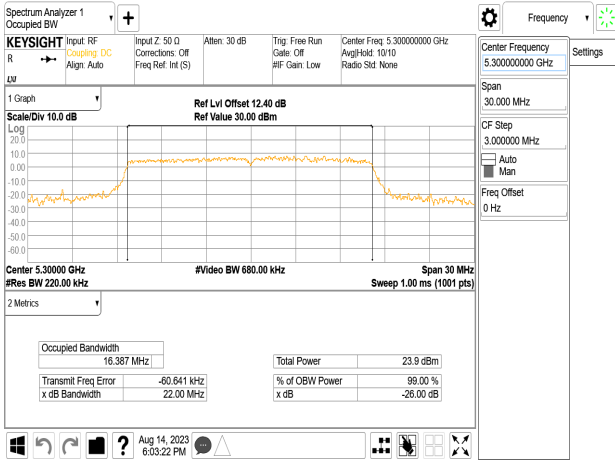 Spectrum Analyzer 1
Occupied BW
Frequency
KEYSIGHT
R
LXI
Input: RF
Coupling: DC
Align: Auto
Input Z: 50 Ω
Corrections: Off
Freq Ref: Int (S)
Atten: 30 dB
Trig: Free Run
Gate: Off
#IF Gain: Low
Center Freq: 5.300000000 GHz
Avg|Hold: 10/10
Radio Std: None
Center Frequency
5.300000000 GHz
Settings
Span
30.000 MHz
CF Step
3.000000 MHz
Auto
Man
Freq Offset
0 Hz
1 Graph
Scale/Div 10.0 dB
Ref Lvl Offset 12.40 dB
Ref Value 30.00 dBm
Log
20.0
10.0
0.00
-10.0
-20.0
-30.0
-40.0
-50.0
-60.0
Center 5.30000 GHz
#Res BW 220.00 kHz
#Video BW 680.00 kHz
Span 30 MHz
Sweep 1.00 ms (1001 pts)
2 Metrics
Occupied Bandwidth
16.387 MHz
Total Power 23.9 dBm
Transmit Freq Error -60.641 kHz
x dB Bandwidth 22.00 MHz
% of OBW Power 99.00 %
x dB -26.00 dB
Aug 14, 2023
6:03:22 PM